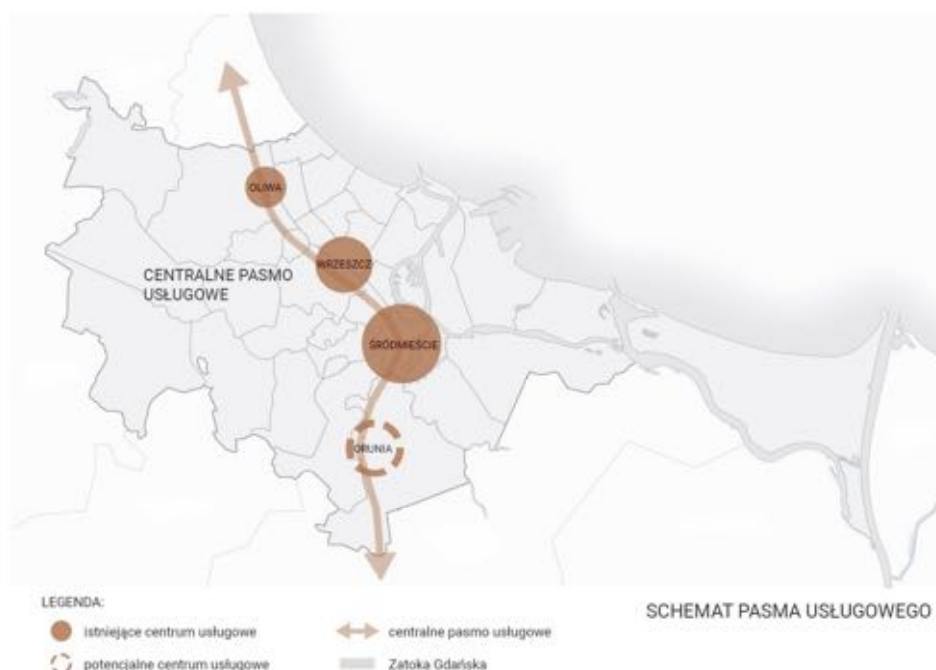 OLIWA
WRZESZCZ
CENTRALNE PASMO
USŁUGOWE
ŚRÓDMIEŚCIE
ORUNIA
LEGENDA:
istniejące centrum usługowe
centralne pasmo usługowe
SCHEMAT PASMA USŁUGOWEGO
potencjalne centrum usługowe
Zatoka Gdańska